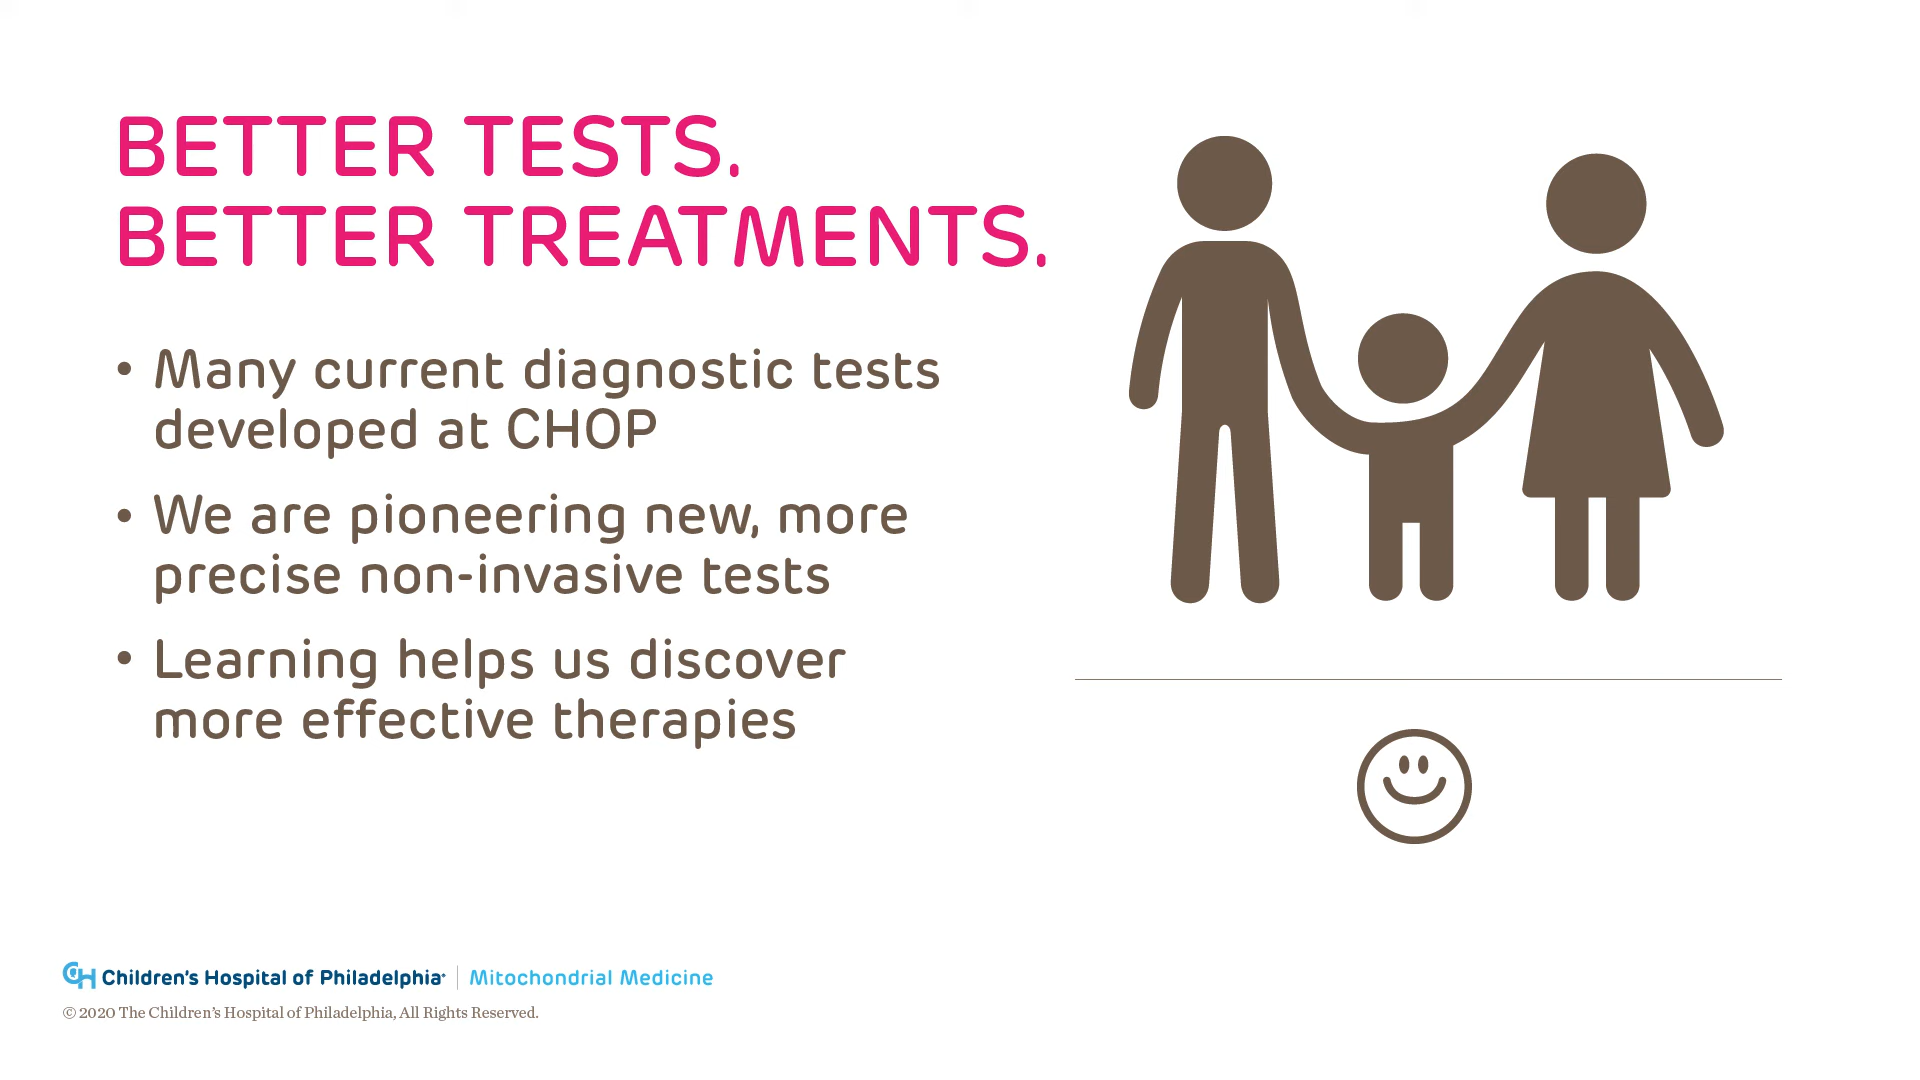 BETTER TESTS.
BETTER TREATMENTS.
• Many current diagnostic tests
developed at CHOP
• We are pioneering new, more
precise non-invasive tests
• Learning helps us discover
more effective therapies
CH Children's Hospital of Philadelphia | Mitochondrial Medicine
© 2020 The Children's Hospital of Philadelphia, All Rights Reserved.